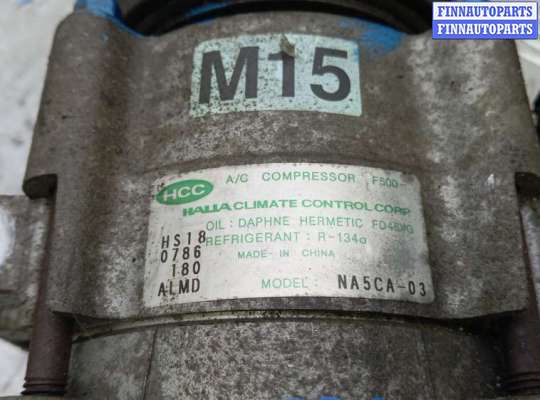 FINNAUTOPARTS
FINNAUTOPARTS
M15
HCC
A/C COMPRESSOR F500-
HALLA CLIMATE CONTROL CORP
OIL: DAPHNE HERMETIC
REFRIGERANT: R-134a
MADE IN CHINA
HS18
0786
180
ALMD
MODEL: NA5CA-03